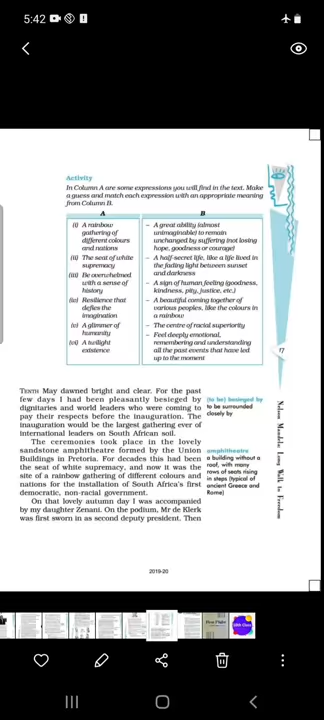 5:42
Activity
In Column A are some expressions you will find in the text. Make
a guess and match each expression with an appropriate meaning
from Column B.
A
(i) A rainbow
gathering of
different colours
and nations
(ii) The seat of white
supremacy
(iii) Be overwhelmed
with a sense of
history
(iv) Resilience that
defies the
imagination
(v) A glimmer of
humanity
(vi) A twilight
existence
B
– A great ability (almost
unimaginable) to remain
unchanged by suffering (not losing
hope, goodness or courage)
– A half-secret life, like a life lived in
the fading light between sunset
and darkness
– A sign of human feeling (goodness,
kindness, pity, justice, etc.)
– A beautiful coming together of
various peoples, like the colours in
a rainbow
– The centre of racial superiority
– Feel deeply emotional,
remembering and understanding
all the past events that have led
up to the moment
17
Nelson Mandela: Long Walk to Freedom
TENTH May dawned bright and clear. For the past
few days I had been pleasantly besieged by
dignitaries and world leaders who were coming to
pay their respects before the inauguration. The
inauguration would be the largest gathering ever of
international leaders on South African soil.
The ceremonies took place in the lovely
sandstone amphitheatre formed by the Union
Buildings in Pretoria. For decades this had been
the seat of white supremacy, and now it was the
site of a rainbow gathering of different colours and
nations for the installation of South Africa's first
democratic, non-racial government.
On that lovely autumn day I was accompanied
by my daughter Zenani. On the podium, Mr de Klerk
was first sworn in as second deputy president. Then
(to be) besieged by
to be surrounded
closely by
amphitheatre
a building without a
roof, with many
rows of seats rising
in steps (typical of
ancient Greece and
Rome)
2019-20